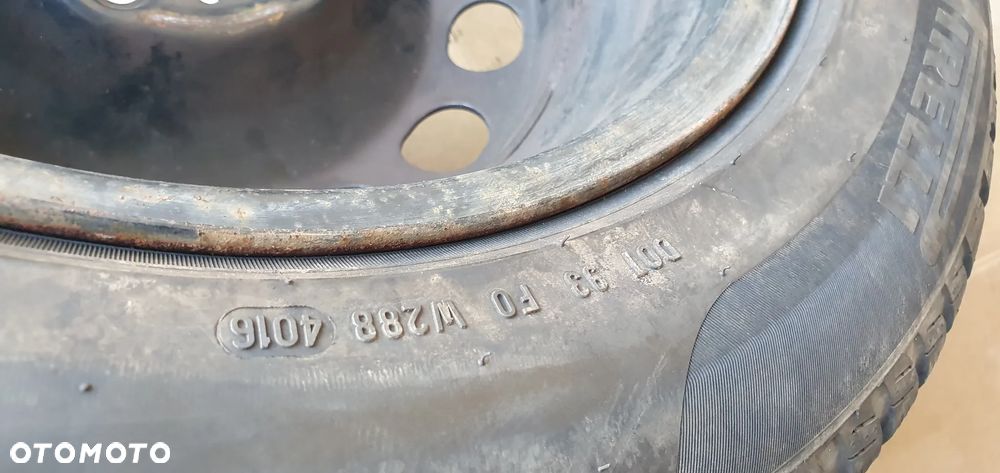 DOT 93 F0 W288 4016
PIRELLI
OTOMOTO